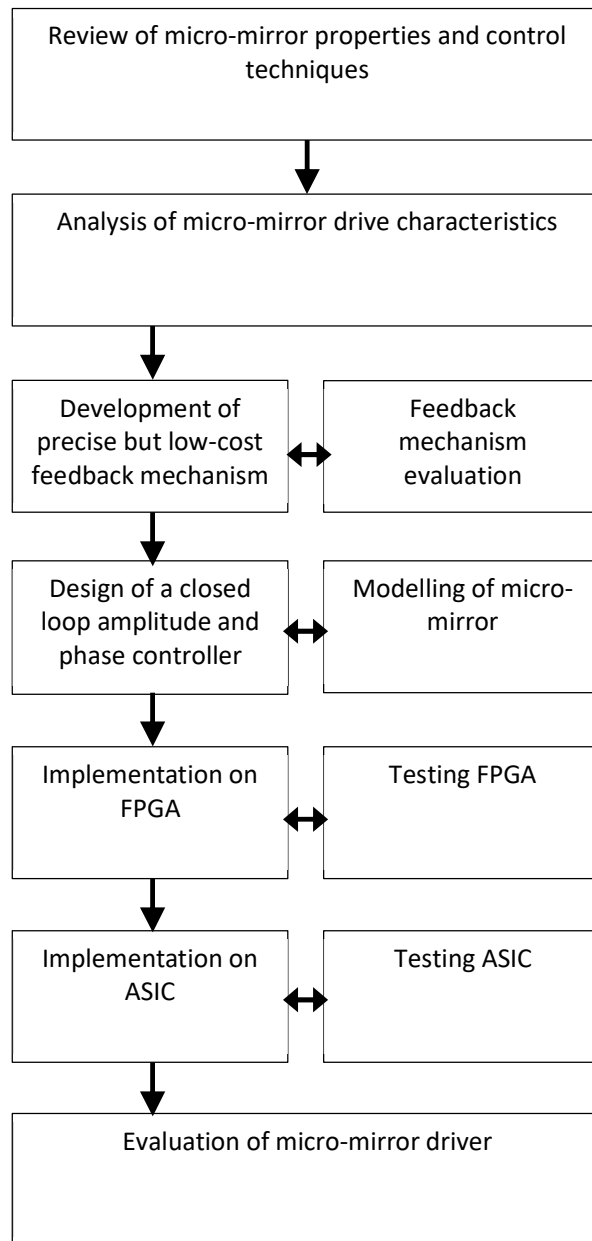 Review of micro-mirror properties and control
techniques
Analysis of micro-mirror drive characteristics
Development of
precise but low-cost
feedback mechanism
Feedback
mechanism
evaluation
Design of a closed
loop amplitude and
phase controller
Modelling of micro-
mirror
Implementation on
FPGA
Testing FPGA
Implementation on
ASIC
Testing ASIC
Evaluation of micro-mirror driver